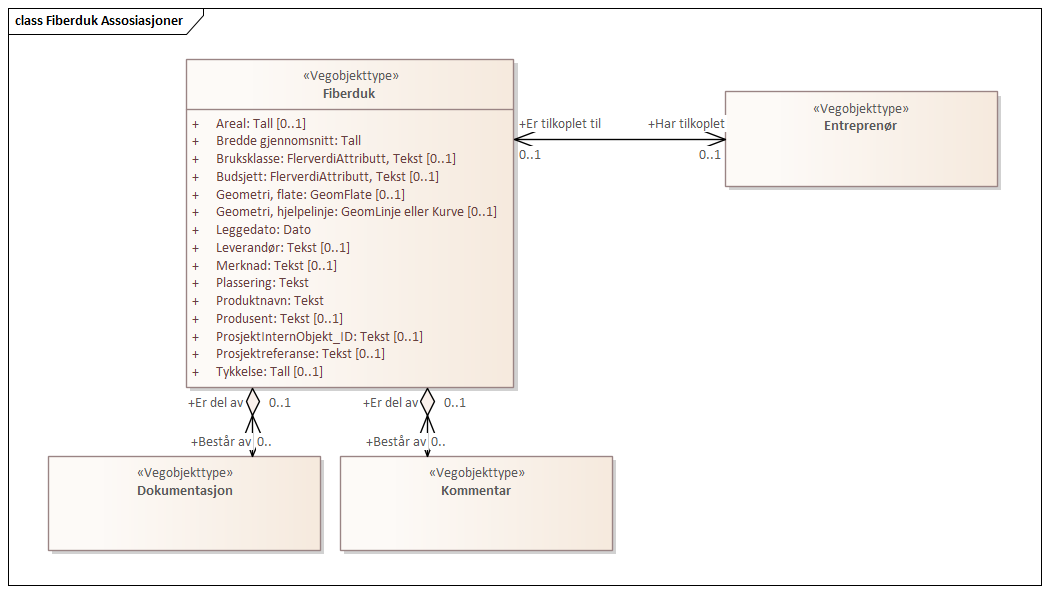 class Fiberduk Assosiasjoner
«Vegobjekttype»
Fiberduk
+ Areal: Tall [0..1]
+ Bredde gjennomsnitt: Tall
+ Bruksklasse: FlerverdiAttributt, Tekst [0..1]
+ Budsjett: FlerverdiAttributt, Tekst [0..1]
+ Geometri, flate: GeomFlate [0..1]
+ Geometri, hjelpelinje: GeomLinje eller Kurve [0..1]
+ Leggedato: Dato
+ Leverandør: Tekst [0..1]
+ Merknad: Tekst [0..1]
+ Plassering: Tekst
+ Produktnavn: Tekst
+ Produsent: Tekst [0..1]
+ ProsjektInternObjekt_ID: Tekst [0..1]
+ Prosjektreferanse: Tekst [0..1]
+ Tykkelse: Tall [0..1]
+Er tilkoplet til +Har tilkoplet
0..1 0..1
«Vegobjekttype»
Entreprenør
+Er del av 0..1
+Består av 0..
+Er del av 0..1
+Består av 0..
«Vegobjekttype»
Dokumentasjon
«Vegobjekttype»
Kommentar